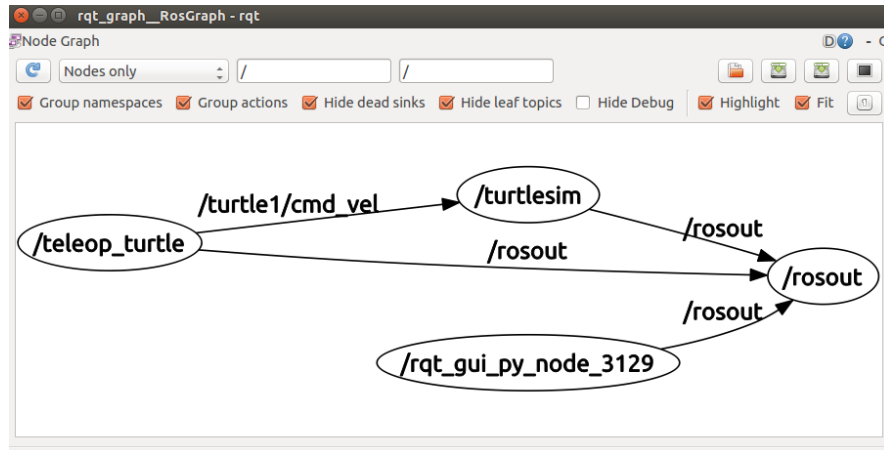 rqt_graph__RosGraph - rqt
Node Graph
D ? -
Nodes only / /
Group namespaces Group actions Hide dead sinks Hide leaf topics Hide Debug Highlight Fit
/turtle1/cmd_vel
/turtlesim
/teleop_turtle
/rosout
/rosout
/rosout
/rosout
/rqt_gui_py_node_3129